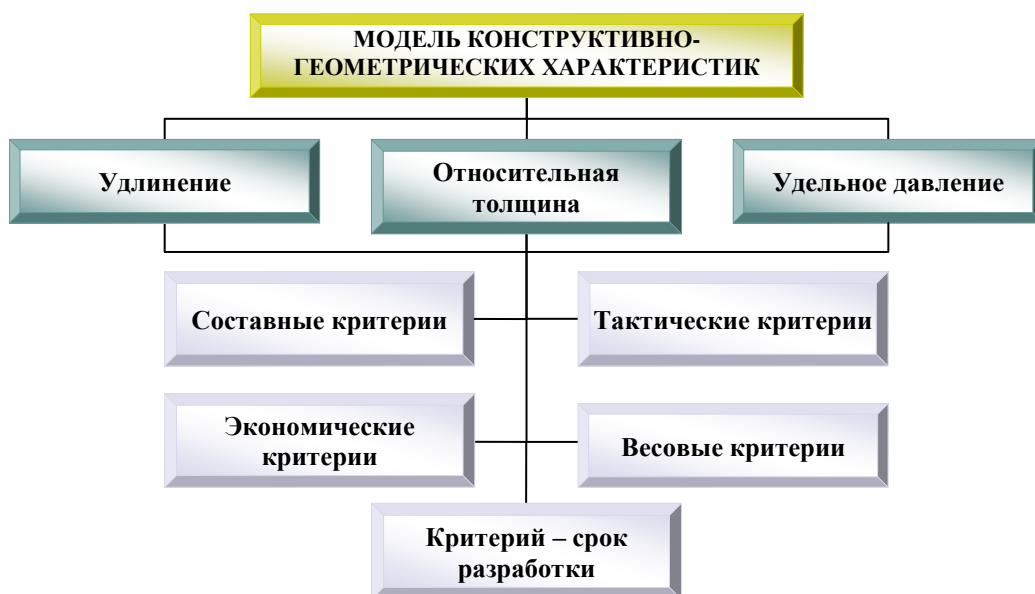 МОДЕЛЬ КОНСТРУКТИВНО-
ГЕОМЕТРИЧЕСКИХ ХАРАКТЕРИСТИК
Удлинение
Относительная
толщина
Удельное давление
Составные критерии
Тактические критерии
Экономические
критерии
Весовые критерии
Критерий – срок
разработки